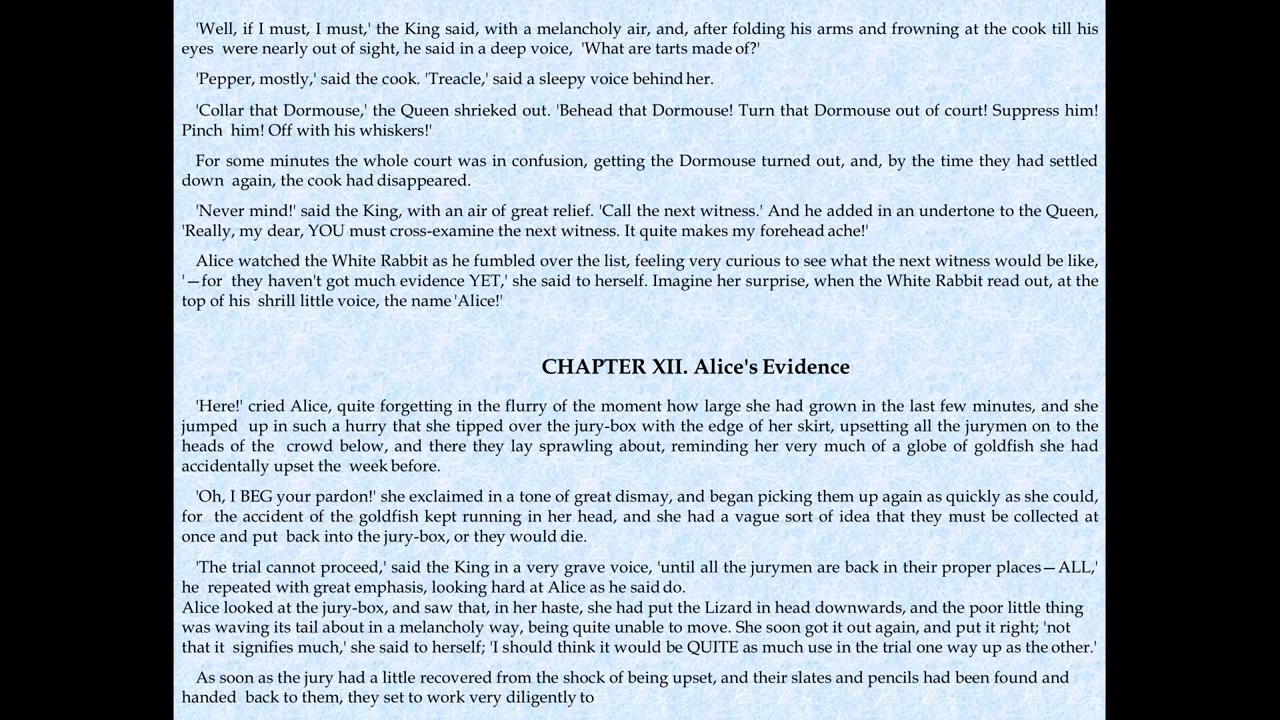 'Well, if I must, I must,' the King said, with a melancholy air, and, after folding his arms and frowning at the cook till his
eyes were nearly out of sight, he said in a deep voice, 'What are tarts made of?'
'Pepper, mostly,' said the cook. 'Treacle,' said a sleepy voice behind her.
'Collar that Dormouse,' the Queen shrieked out. 'Behead that Dormouse! Turn that Dormouse out of court! Suppress him!
Pinch him! Off with his whiskers!'
For some minutes the whole court was in confusion, getting the Dormouse turned out, and, by the time they had settled
down again, the cook had disappeared.
'Never mind!' said the King, with an air of great relief. 'Call the next witness.' And he added in an undertone to the Queen,
'Really, my dear, YOU must cross-examine the next witness. It quite makes my forehead ache!'
Alice watched the White Rabbit as he fumbled over the list, feeling very curious to see what the next witness would be like,
'—for they haven't got much evidence YET,' she said to herself. Imagine her surprise, when the White Rabbit read out, at the
top of his shrill little voice, the name 'Alice!'
CHAPTER XII. Alice's Evidence
'Here!' cried Alice, quite forgetting in the flurry of the moment how large she had grown in the last few minutes, and she
jumped up in such a hurry that she tipped over the jury-box with the edge of her skirt, upsetting all the jurymen on to the
heads of the crowd below, and there they lay sprawling about, reminding her very much of a globe of goldfish she had
accidentally upset the week before.
'Oh, I BEG your pardon!' she exclaimed in a tone of great dismay, and began picking them up again as quickly as she could,
for the accident of the goldfish kept running in her head, and she had a vague sort of idea that they must be collected at
once and put back into the jury-box, or they would die.
'The trial cannot proceed,' said the King in a very grave voice, 'until all the jurymen are back in their proper places—ALL,'
he repeated with great emphasis, looking hard at Alice as he said do.
Alice looked at the jury-box, and saw that, in her haste, she had put the Lizard in head downwards, and the poor little thing
was waving its tail about in a melancholy way, being quite unable to move. She soon got it out again, and put it right; 'not
that it signifies much,' she said to herself; 'I should think it would be QUITE as much use in the trial one way up as the other.'
As soon as the jury had a little recovered from the shock of being upset, and their slates and pencils had been found and
handed back to them, they set to work very diligently to